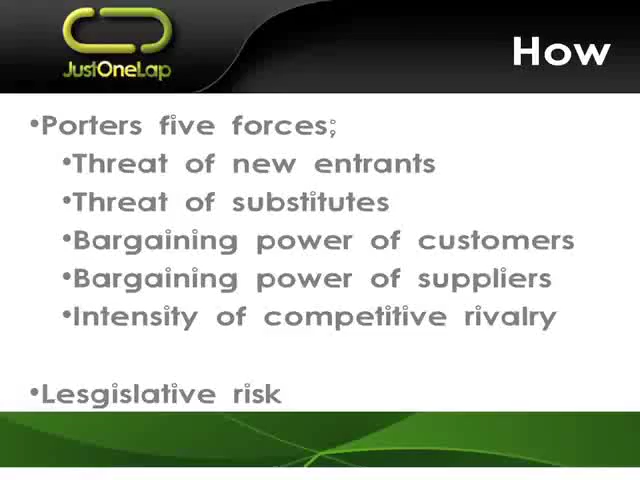 JustOneLap
How
•Porters five forces;
•Threat of new entrants
•Threat of substitutes
•Bargaining power of customers
•Bargaining power of suppliers
•Intensity of competitive rivalry
•Lesgislative risk